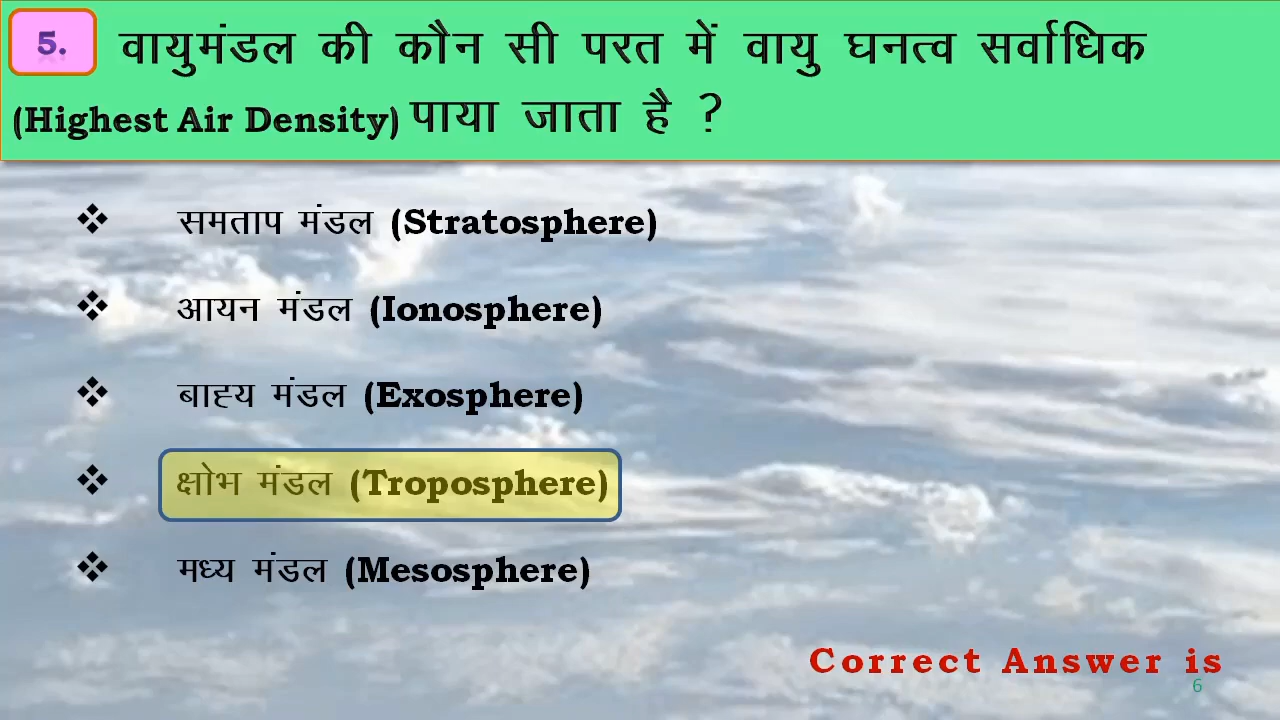 5. वायुमंडल की कौन सी परत में वायु घनत्व सर्वाधिक
(Highest Air Density) पाया जाता है ?
❖ समताप मंडल (Stratosphere)
❖ आयन मंडल (Ionosphere)
❖ बाह्य मंडल (Exosphere)
❖ क्षोभ मंडल (Troposphere)
❖ मध्य मंडल (Mesosphere)
Correct Answer is
6